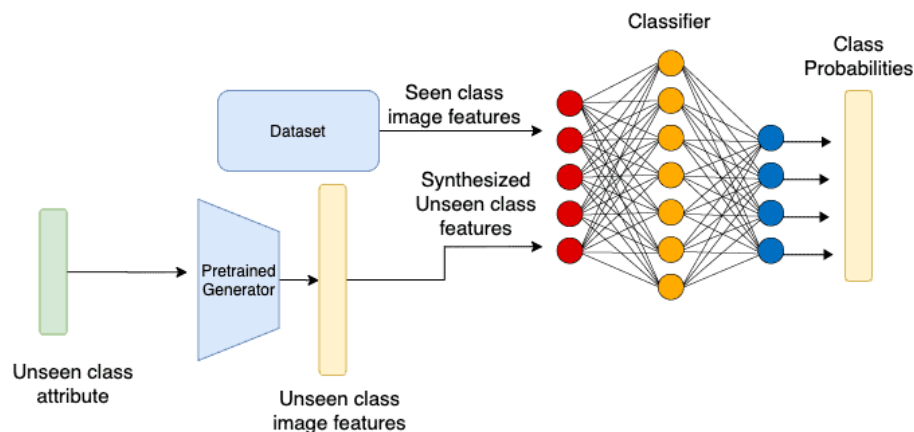 Classifier
Class
Probabilities
Seen class
image features
Dataset
Synthesized
Unseen class
features
Pretrained
Generator
Unseen class
attribute
Unseen class
image features